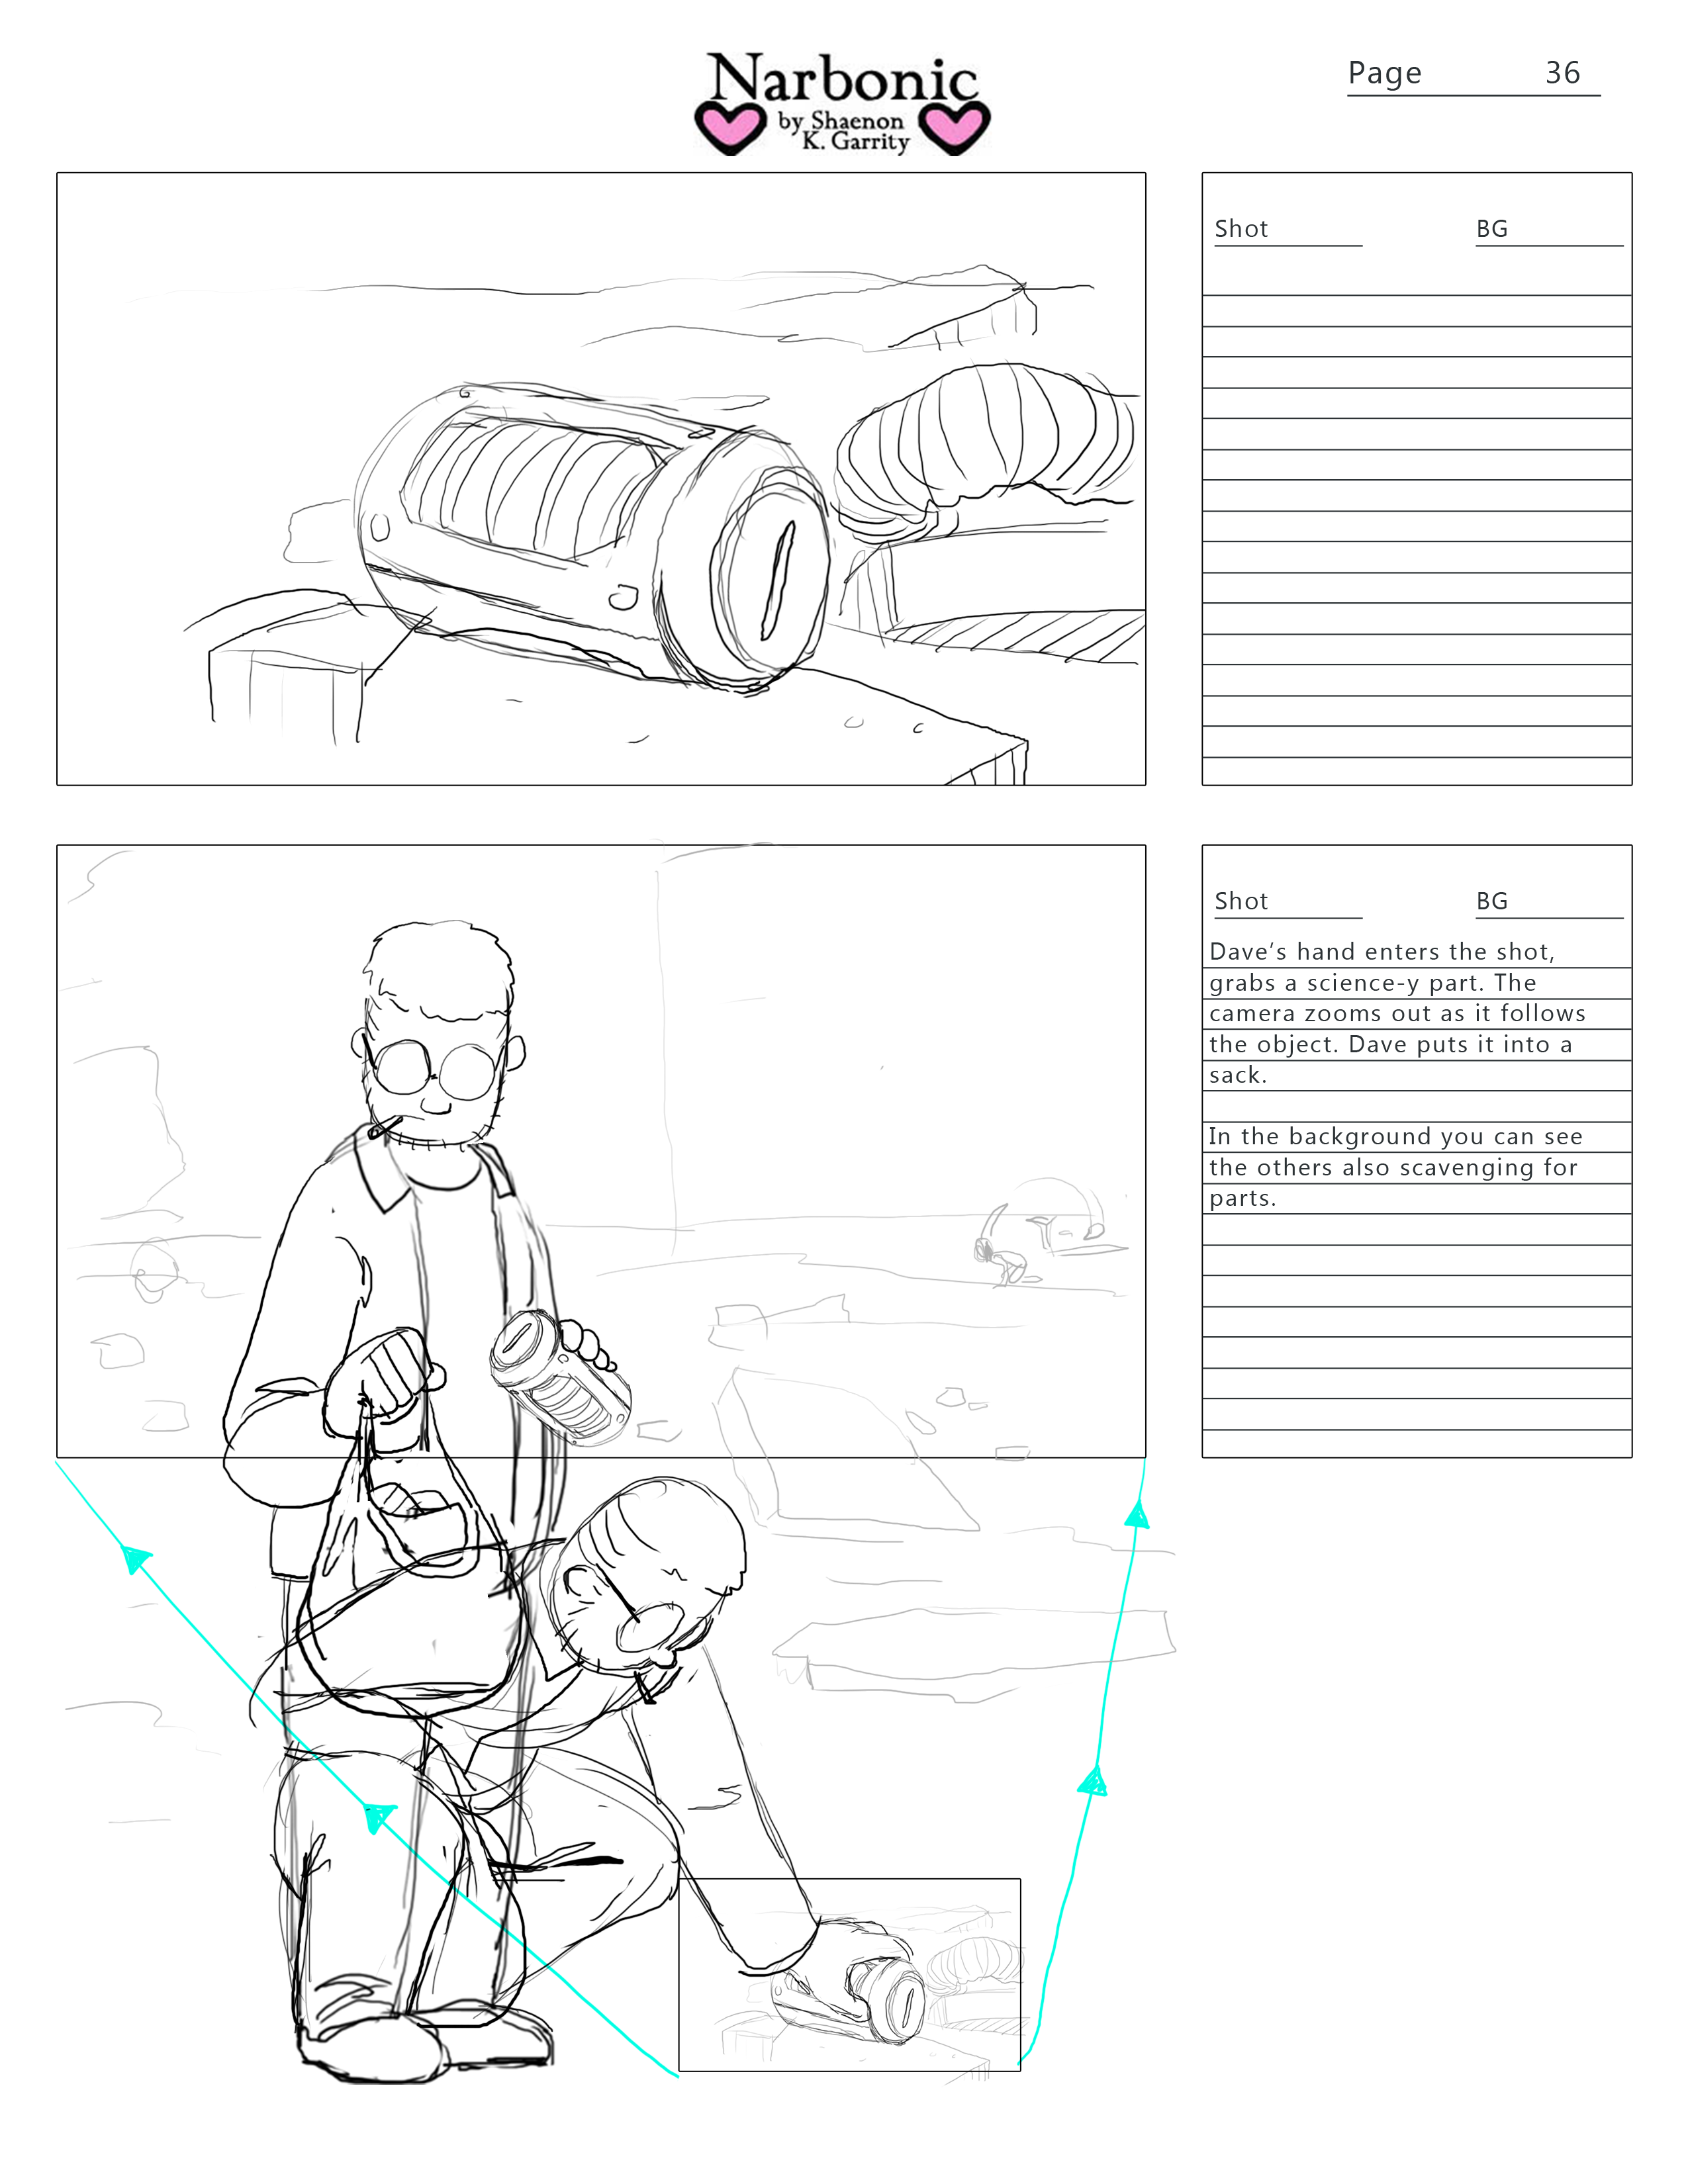 Narbonic
by Shaenon
K. Garrity
Page 36
Shot BG
Shot BG
Dave’s hand enters the shot,
grabs a science-y part. The
camera zooms out as it follows
the object. Dave puts it into a
sack.
In the background you can see
the others also scavenging for
parts.